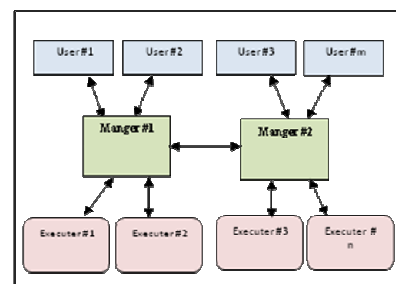 User#1
User#2
User#3
User#m
Manger#1
Manger#2
Executer#1
Executer#2
Executer#3
Executer #
n